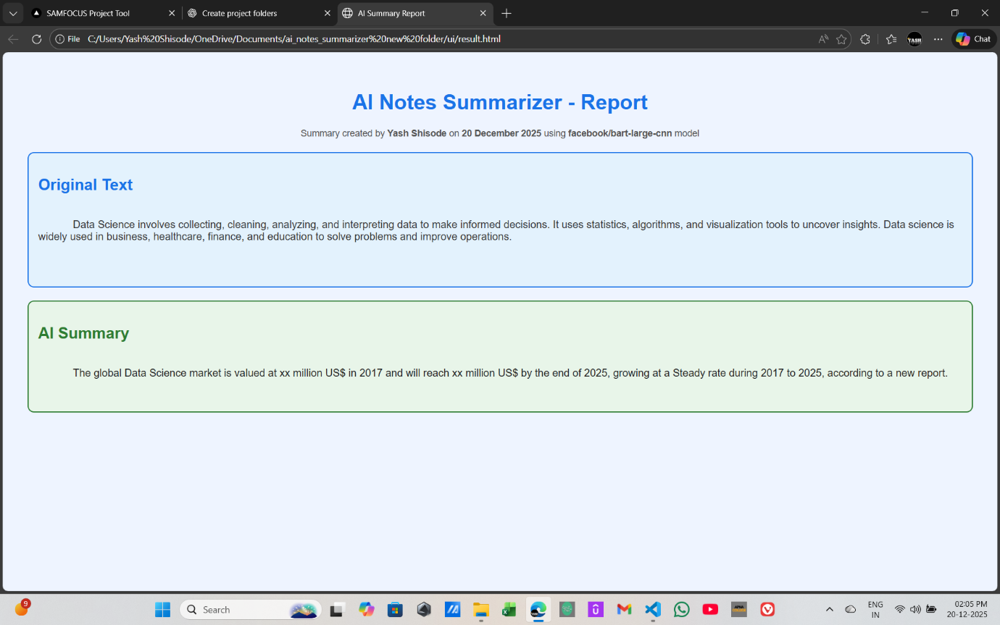 SAMFOCUS Project Tool
Create project folders
AI Summary Report
File C:/Users/Yash%20Shisode/OneDrive/Documents/ai_notes_summarizer%20new%20folder/ui/result.html
YASH
Chat
AI Notes Summarizer - Report
Summary created by Yash Shisode on 20 December 2025 using facebook/bart-large-cnn model
Original Text
Data Science involves collecting, cleaning, analyzing, and interpreting data to make informed decisions. It uses statistics, algorithms, and visualization tools to uncover insights. Data science is
widely used in business, healthcare, finance, and education to solve problems and improve operations.
AI Summary
The global Data Science market is valued at xx million US$ in 2017 and will reach xx million US$ by the end of 2025, growing at a Steady rate during 2017 to 2025, according to a new report.
9
Search
ENG
IN
02:05 PM
20-12-2025